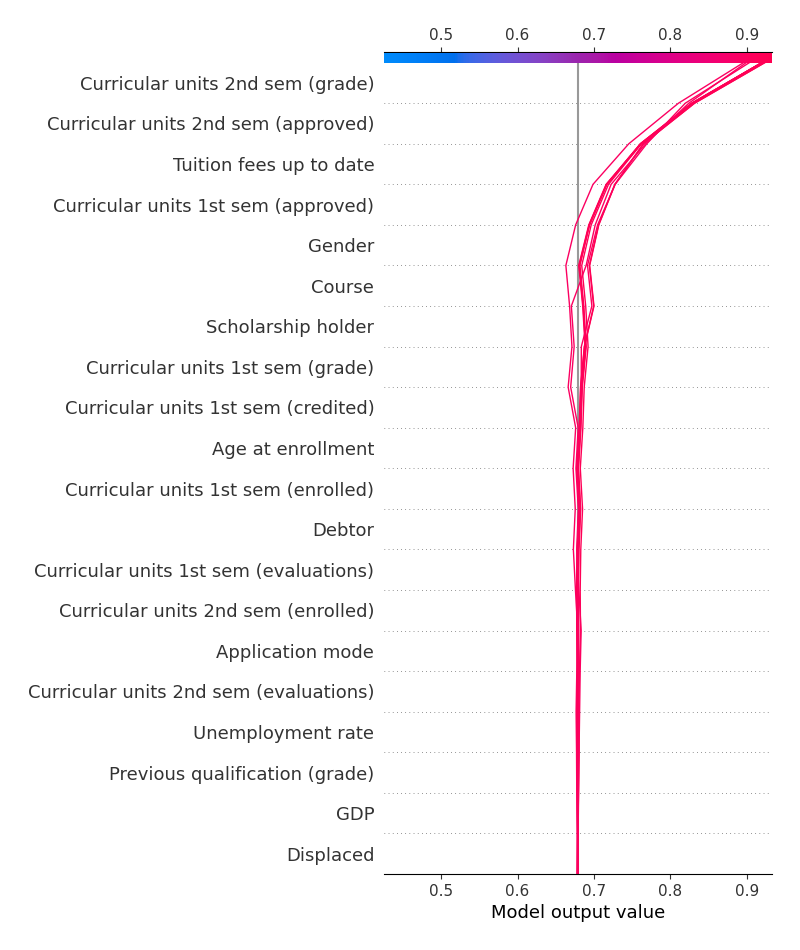 0.5 0.6 0.7 0.8 0.9
Curricular units 2nd sem (grade)
Curricular units 2nd sem (approved)
Tuition fees up to date
Curricular units 1st sem (approved)
Gender
Course
Scholarship holder
Curricular units 1st sem (grade)
Curricular units 1st sem (credited)
Age at enrollment
Curricular units 1st sem (enrolled)
Debtor
Curricular units 1st sem (evaluations)
Curricular units 2nd sem (enrolled)
Application mode
Curricular units 2nd sem (evaluations)
Unemployment rate
Previous qualification (grade)
GDP
Displaced
0.5 0.6 0.7 0.8 0.9
Model output value